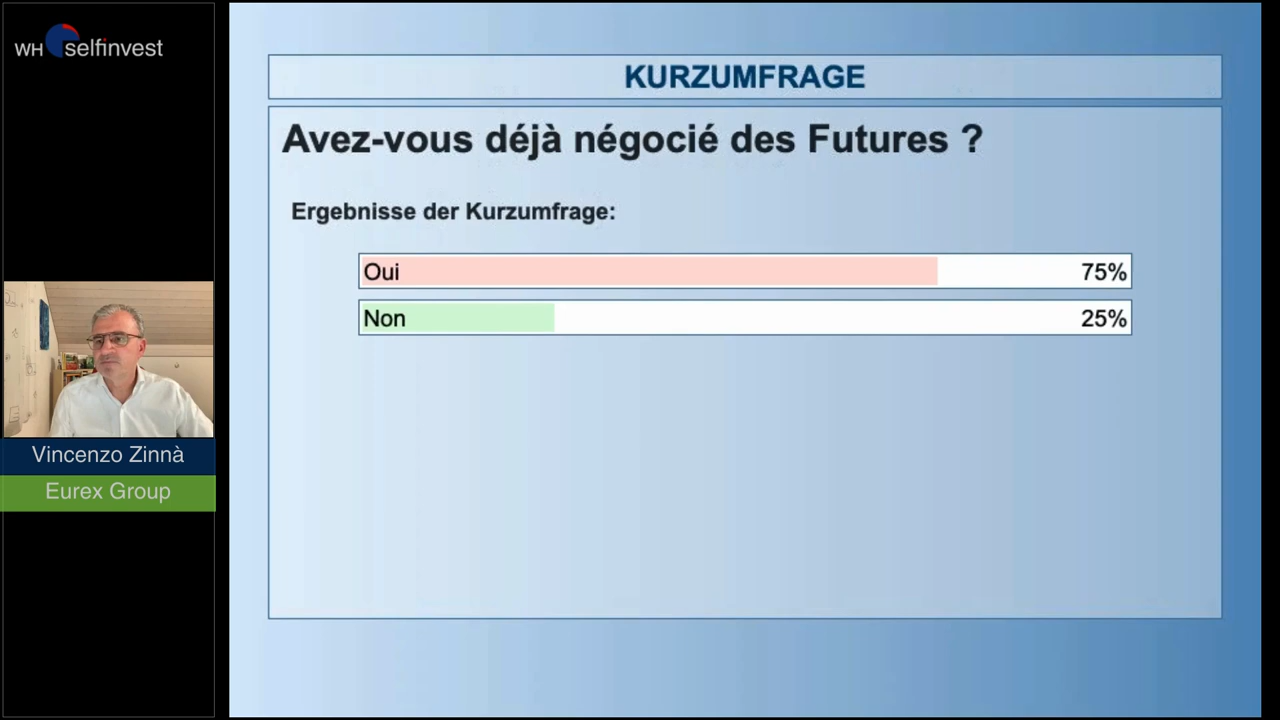 WH selfinvest
KURZUMFRAGE
Avez-vous déjà négocié des Futures ?
Ergebnisse der Kurzumfrage:
Oui 75%
Non 25%
Vincenzo Zinnà
Eurex Group